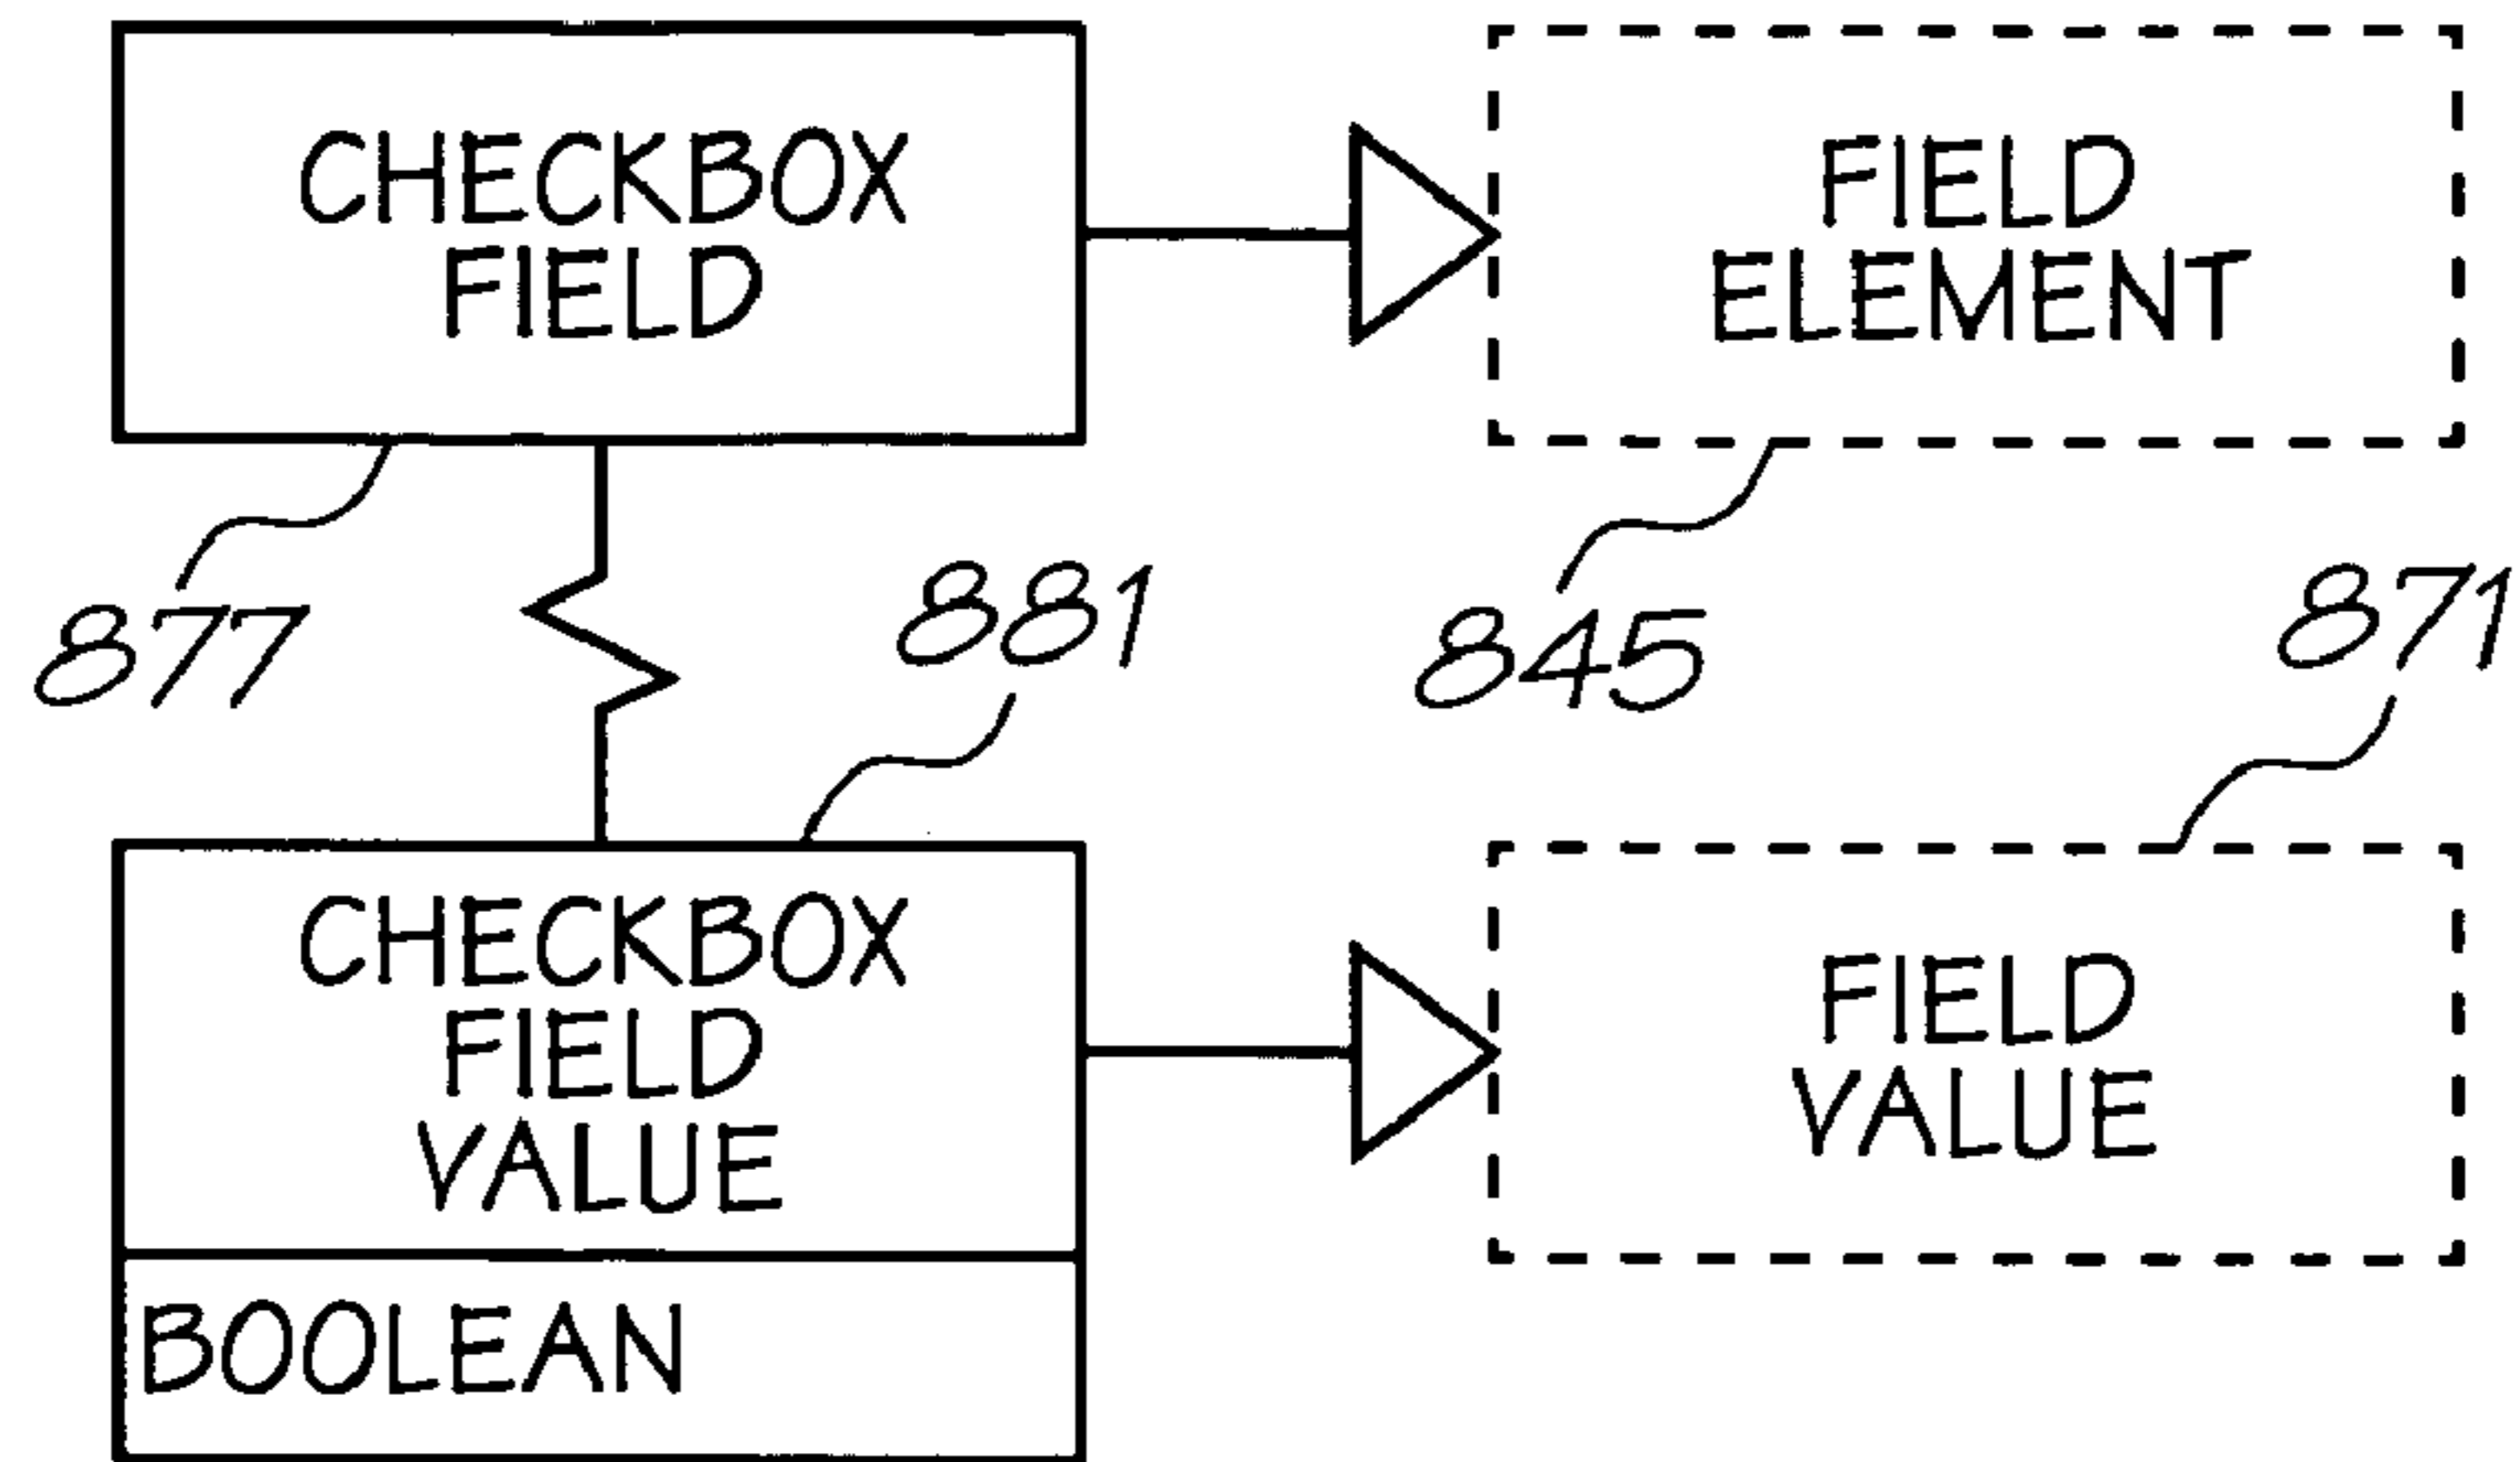 CHECKBOX
FIELD
FIELD
ELEMENT
877
881
845
871
CHECKBOX
FIELD
VALUE
FIELD
VALUE
BOOLEAN